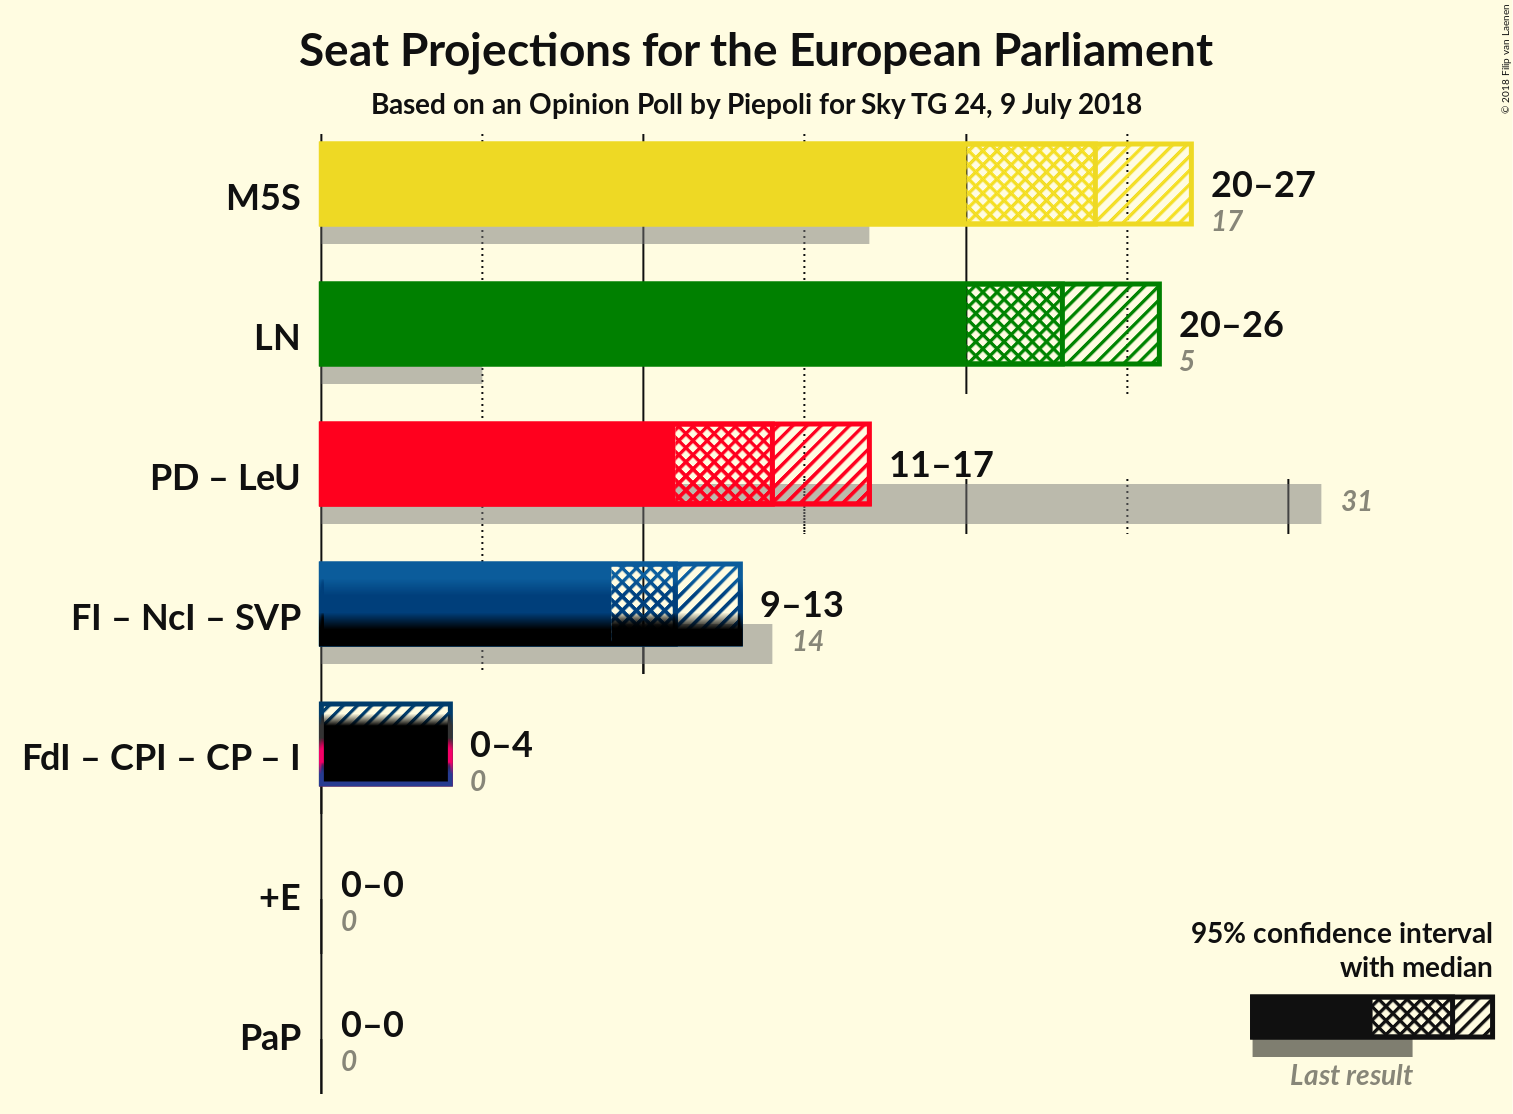 Seat Projections for the European Parliament
Based on an Opinion Poll by Piepoli for Sky TG 24, 9 July 2018
© 2018 Filip van Laenen
M5S
20–27
17
LN
20–26
5
PD – LeU
11–17
31
FI – NcI – SVP
9–13
14
FdI – CPI – CP – I
0–4
0
+E
0–0
0
PaP
0–0
0
95% confidence interval
with median
Last result